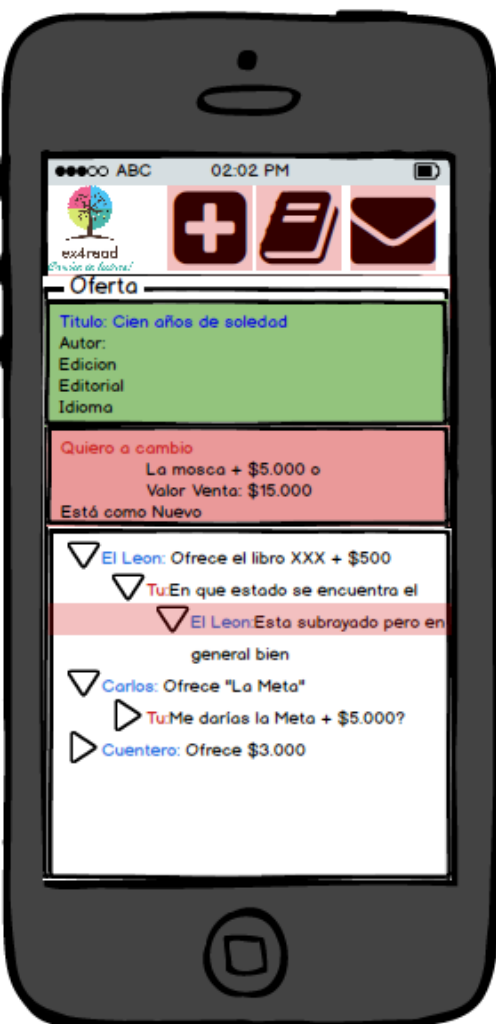 ABC 02:02 PM
ex4read
Oferta
Titulo: Cien años de soledad
Autor:
Edicion
Editorial
Idioma
Quiero a cambio
La mosca + $5.000 o
Valor Venta: $15.000
Está como Nuevo
El Leon: Ofrece el libro XXX + $500
Tu:En que estado se encuentra el
El Leon:Esta subrayado pero en
general bien
Carlos: Ofrece "La Meta"
Tu:Me darias la Meta + $5.000?
Cuentero: Ofrece $3.000